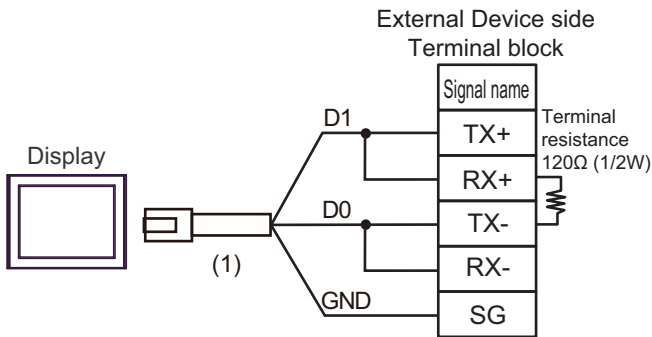 External Device side
Terminal block
Signal name
D1
TX+
Terminal
resistance
120Ω (1/2W)
Display
RX+
D0
TX-
(1)
RX-
GND
SG